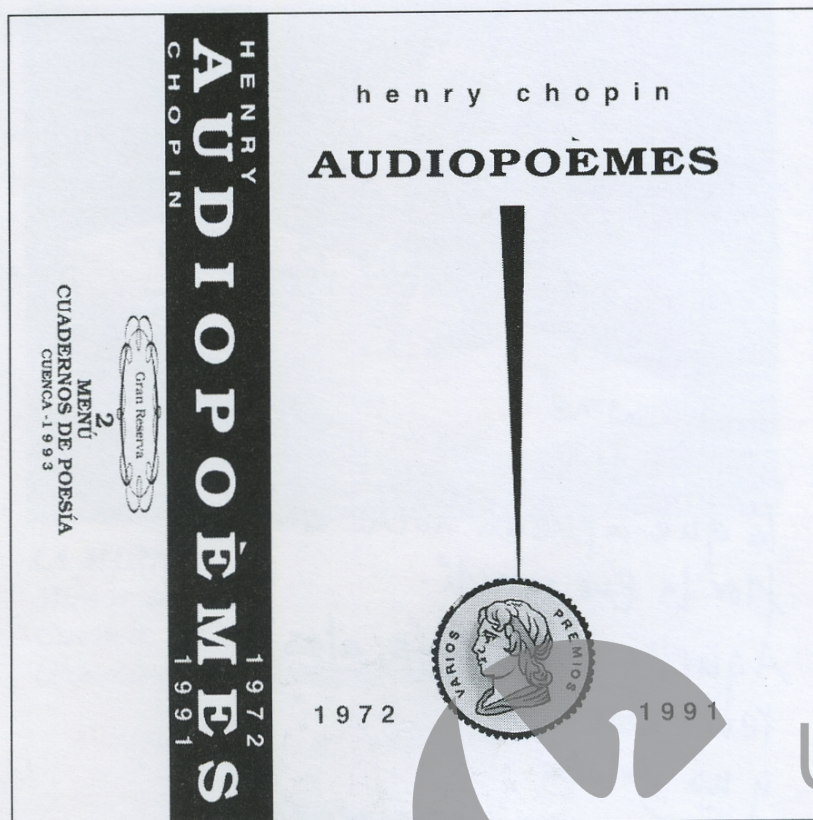 Gran Reserva
2
MENÚ
CUADERNOS DE POESÍA
CUENCA - 1993
HENRY
CHOPIN
AUDIOPOÈMES
1972
1991
henry chopin
AUDIOPOÈMES
VARIOS PREMIOS
1972 1991